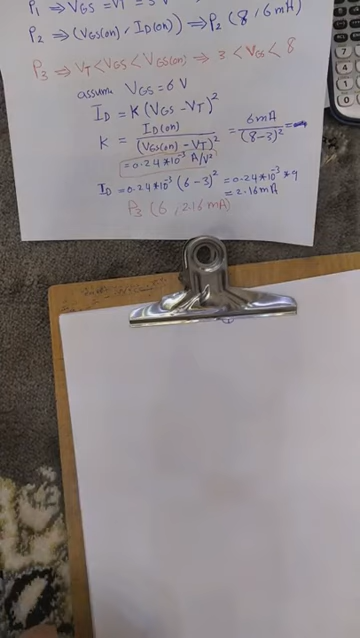 P₁ ⇒ VGS = VT = 3 V
P₂ ⇒ (VGS(on) , ID(on)) ⇒ P₂ (8 , 6 mA)
P₃ ⇒ VT < VGS < VGS(on) ⇒ 3 < VGS < 8
assume VGS = 6 V
ID = K (VGS - VT)²
K = ID(on) / (VGS(on) - VT)² = 6mA / (8-3)² =
= 0.24*10⁻³ A/V²
ID = 0.24*10⁻³ (6-3)² = 0.24*10⁻³ * 9
= 2.16 mA
P₃ (6 , 2.16 mA)